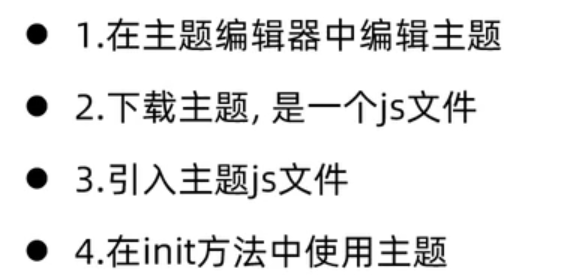 ● 1.在主题编辑器中编辑主题
● 2.下载主题, 是一个js文件
● 3.引入主题js文件
● 4.在init方法中使用主题